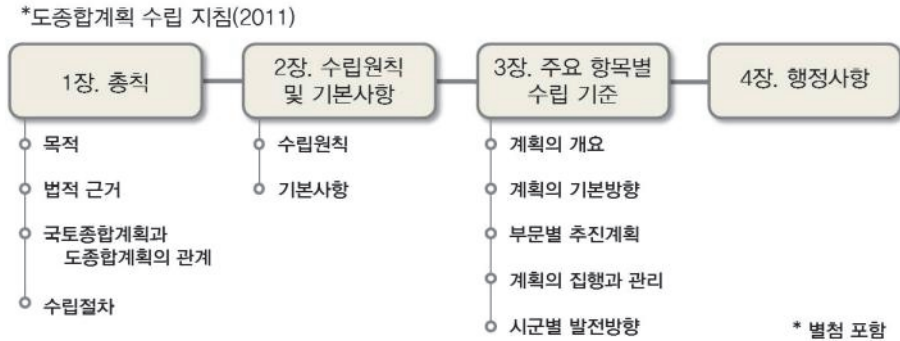 *도종합계획 수립 지침(2011)
1장. 총칙
목적
법적 근거
국토종합계획과
도종합계획의 관계
수립절차
2장. 수립원칙
및 기본사항
수립원칙
기본사항
3장. 주요 항목별
수립 기준
계획의 개요
계획의 기본방향
부문별 추진계획
계획의 집행과 관리
시군별 발전방향
4장. 행정사항
* 별첨 포함